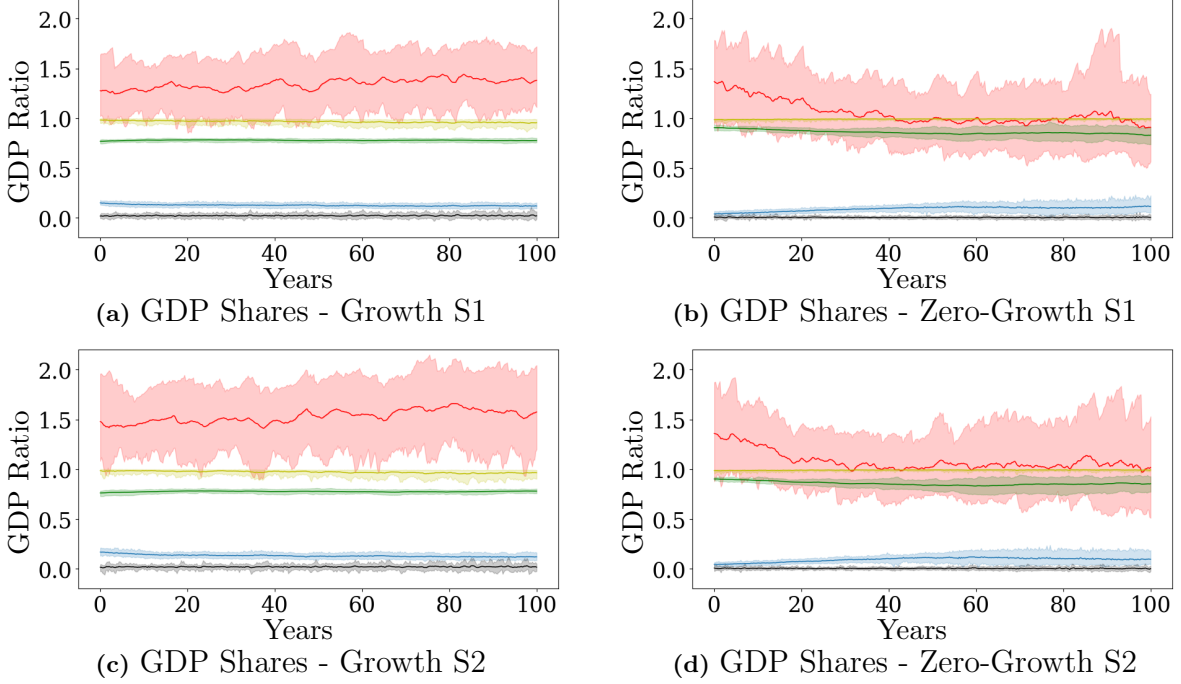 2.0
1.5
1.0
0.5
0.0
GDP Ratio
0 20 40 60 80 100
Years
(a) GDP Shares - Growth S1
2.0
1.5
1.0
0.5
0.0
GDP Ratio
0 20 40 60 80 100
Years
(b) GDP Shares - Zero-Growth S1
2.0
1.5
1.0
0.5
0.0
GDP Ratio
0 20 40 60 80 100
Years
(c) GDP Shares - Growth S2
2.0
1.5
1.0
0.5
0.0
GDP Ratio
0 20 40 60 80 100
Years
(d) GDP Shares - Zero-Growth S2